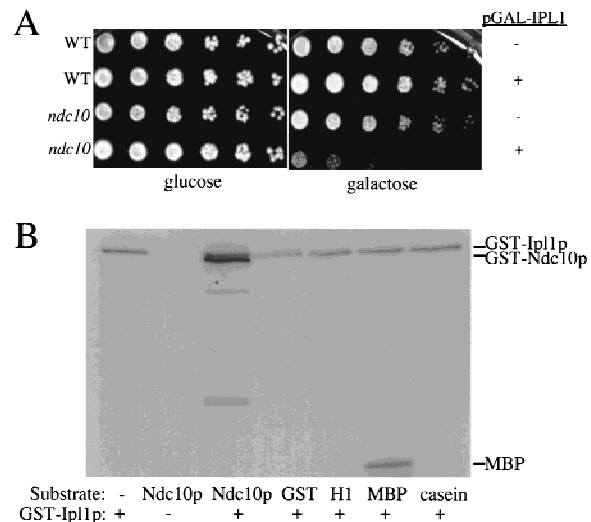 A
pGAL-IPL1
WT -
WT +
ndc10 -
ndc10 +
glucose galactose
B
GST-Ipl1p
GST-Ndc10p
MBP
Substrate: - Ndc10p Ndc10p GST H1 MBP casein
GST-Ipl1p: + - + + + + +